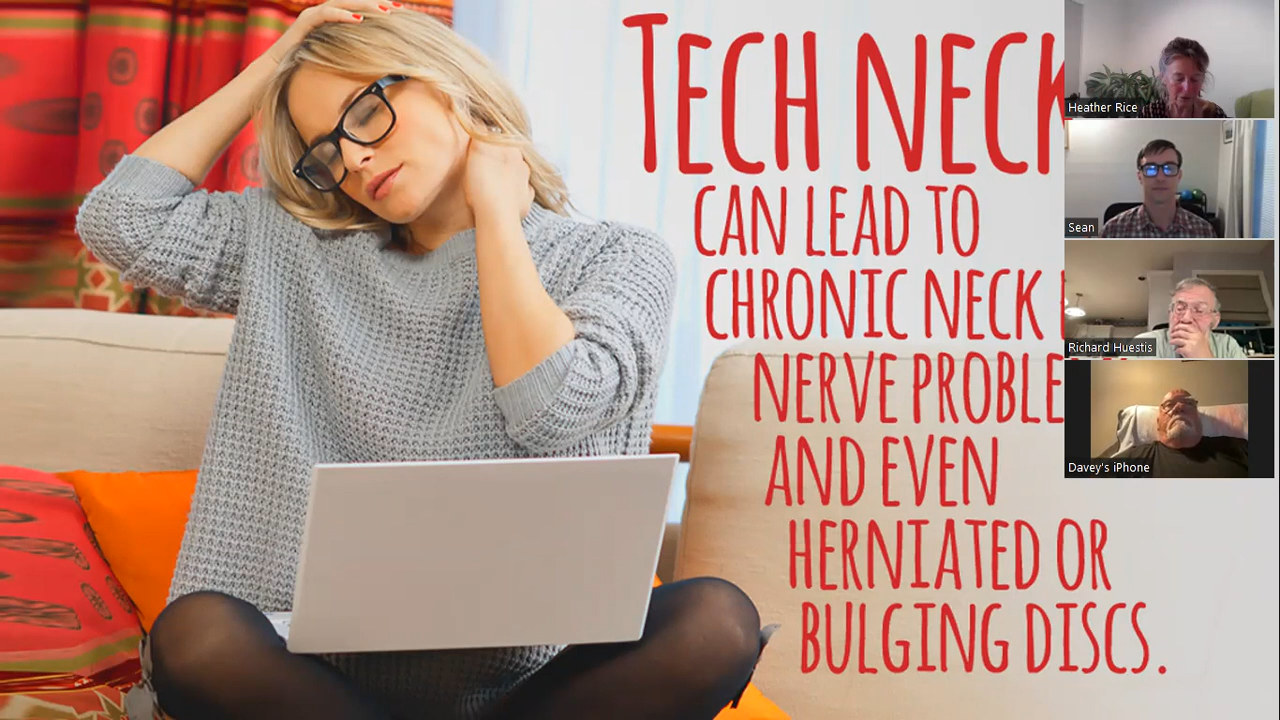 TECH NECK
CAN LEAD TO
CHRONIC NECK
NERVE PROBLE
AND EVEN
HERNIATED OR
BULGING DISCS.
Heather Rice
Sean
Richard Huestis
Davey's iPhone